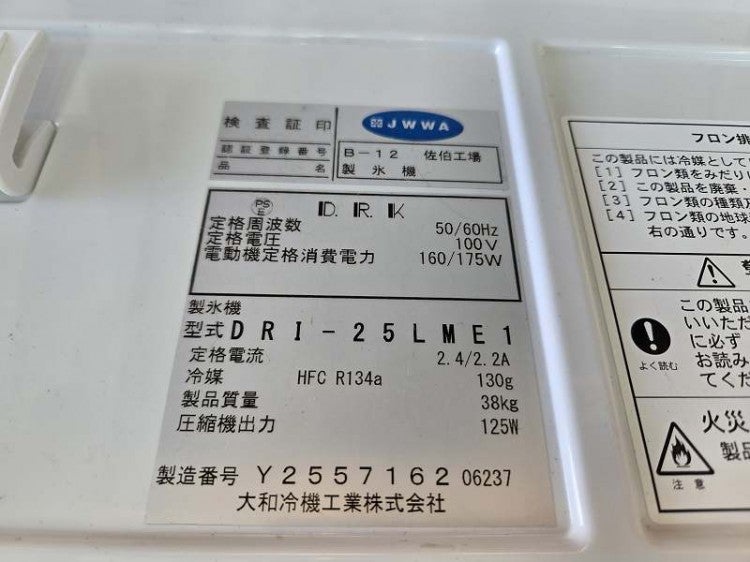 検査証印
JWWA
認証登録番号 B-12 佐伯工場
品名 製氷機
PS
E
D.R.K
定格周波数 50/60Hz
定格電圧 100V
電動機定格消費電力 160/175W
製氷機
型式DRI-25LME1
定格電流 2.4/2.2A
冷媒 HFC R134a 130g
製品質量 38kg
圧縮機出力 125W
製造番号 Y2557162 06237
大和冷機工業株式会社
フロン排
この製品には冷媒として
[1] フロン類をみだりに
[2] この製品を廃棄・
[3] フロン類の種類及
[4] フロン類の地球
右の通りです。
この製品
いいただ
に必ず
お読み
てくだ
よく読む
火災
製品
注意